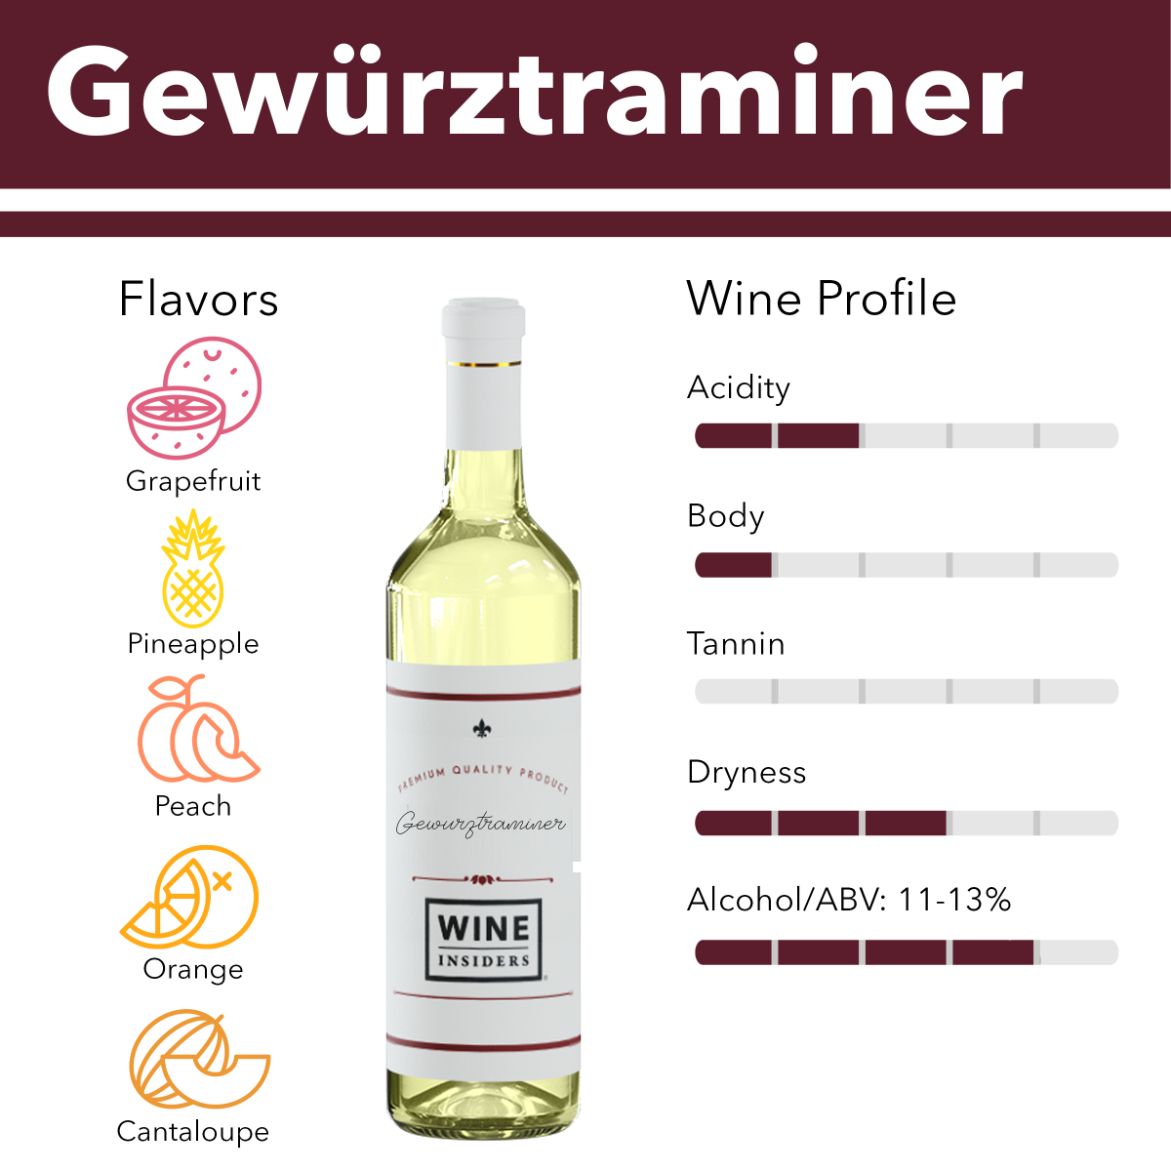 Gewürztraminer
Flavors
Grapefruit
Pineapple
Peach
Orange
Cantaloupe
PREMIUM QUALITY PRODUCT
Gewurztraminer
WINE
INSIDERS
Wine Profile
Acidity
Body
Tannin
Dryness
Alcohol/ABV: 11-13%